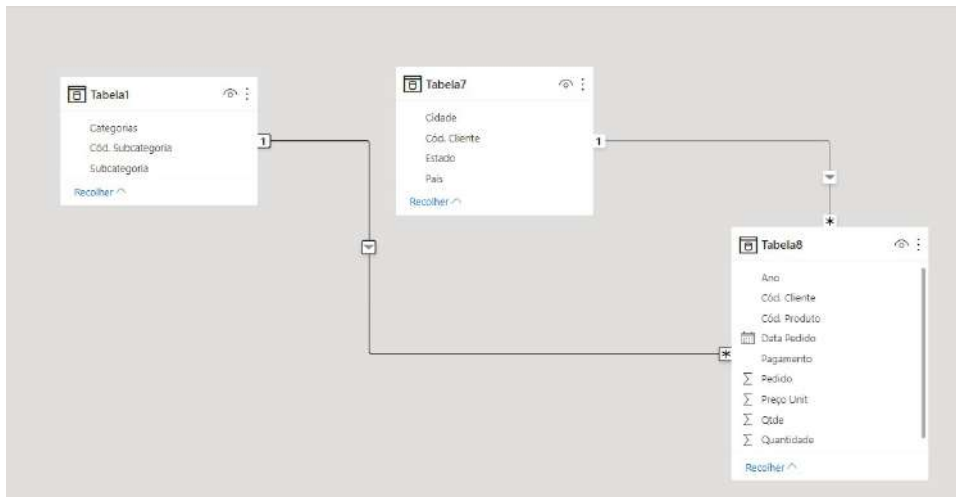 Tabela1
Categorias
Cód. Subcategoria
Subcategoria
Recolher
1
Tabela7
Cidade
Cód. Cliente
Estado
País
Recolher
1
*
Tabela8
Ano
Cód. Cliente
Cód. Produto
Data Pedido
Pagamento
Σ Pedido
Σ Preço Unit
Σ Qtde
Σ Quantidade
Recolher
*